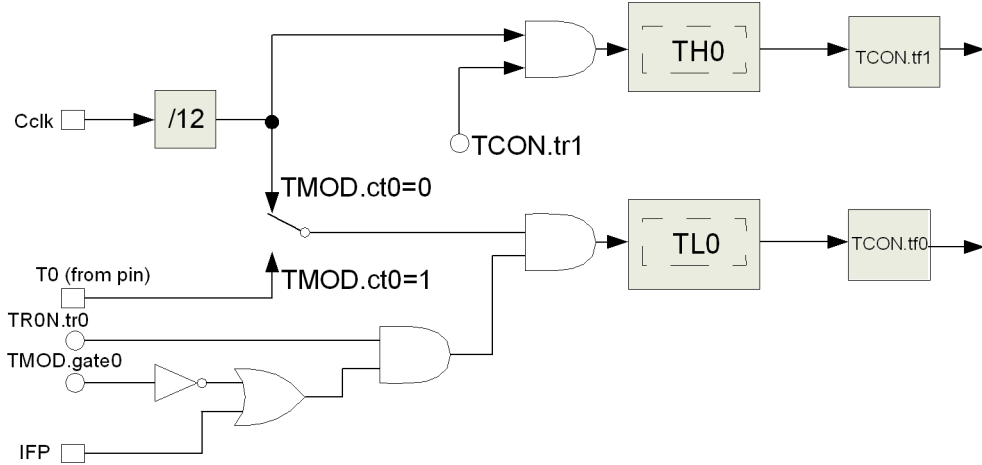 TH0
TCON.tf1
Cclk
/12
TCON.tr1
TMOD.ct0=0
TL0
TCON.tf0
T0 (from pin)
TMOD.ct0=1
TR0N.tr0
TMOD.gate0
IFP